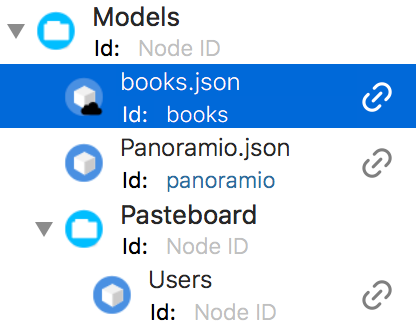 Models
Id: Node ID
books.json
Id: books
Panoramio.json
Id: panoramio
Pasteboard
Id: Node ID
Users
Id: Node ID